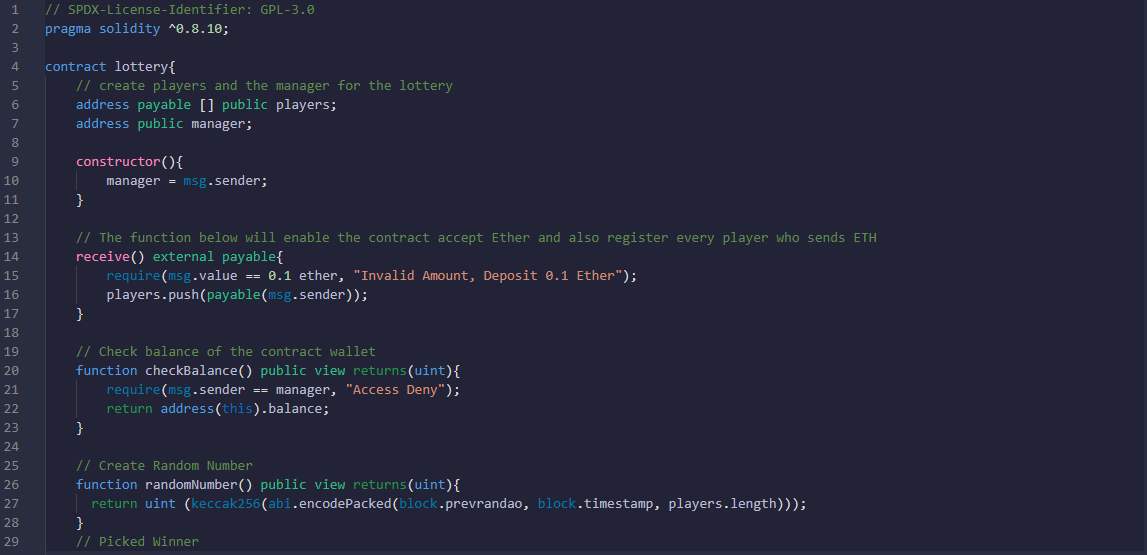 1 // SPDX-License-Identifier: GPL-3.0
2 pragma solidity ^0.8.10;
3
4 contract lottery{
5     // create players and the manager for the lottery
6     address payable [] public players;
7     address public manager;
8
9     constructor(){
10         manager = msg.sender;
11     }
12
13     // The function below will enable the contract accept Ether and also register every player who sends ETH
14     receive() external payable{
15         require(msg.value == 0.1 ether, "Invalid Amount, Deposit 0.1 Ether");
16         players.push(payable(msg.sender));
17     }
18
19     // Check balance of the contract wallet
20     function checkBalance() public view returns(uint){
21         require(msg.sender == manager, "Access Deny");
22         return address(this).balance;
23     }
24
25     // Create Random Number
26     function randomNumber() public view returns(uint){
27       return uint (keccak256(abi.encodePacked(block.prevrandao, block.timestamp, players.length)));
28     }
29     // Picked Winner